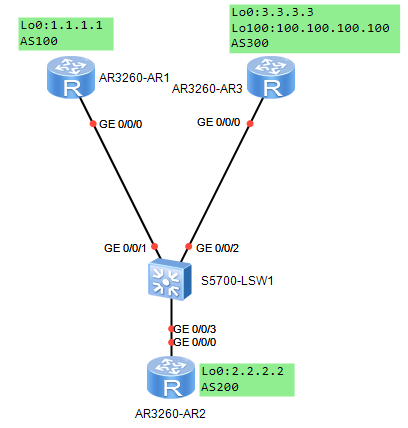 Lo0:1.1.1.1
AS100
Lo0:3.3.3.3
Lo100:100.100.100.100
AS300
AR3260-AR1
AR3260-AR3
R
R
GE 0/0/0
GE 0/0/0
GE 0/0/1
GE 0/0/2
S5700-LSW1
GE 0/0/3
GE 0/0/0
R
Lo0:2.2.2.2
AS200
AR3260-AR2